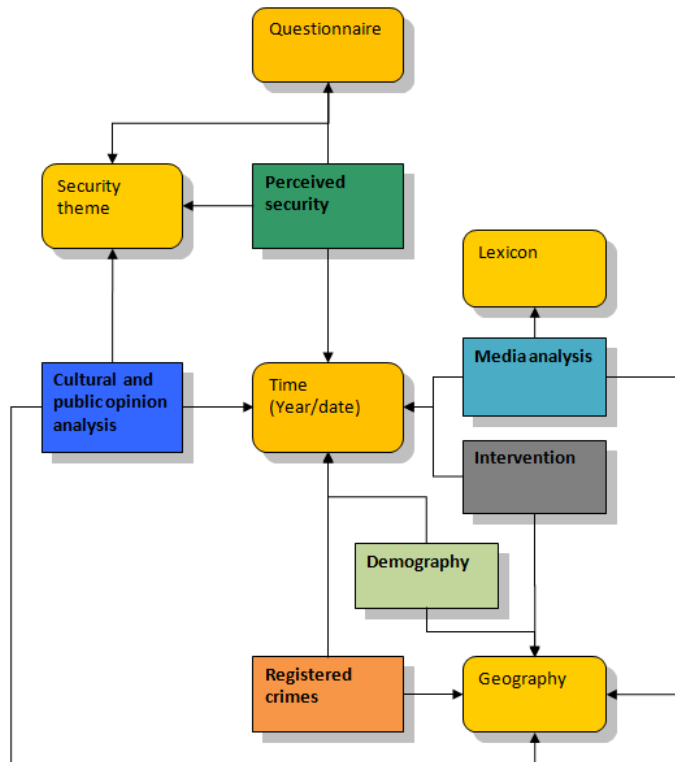 Questionnaire
Security
theme
Perceived
security
Lexicon
Cultural and
public opinion
analysis
Time
(Year/date)
Media analysis
Intervention
Demography
Registered
crimes
Geography